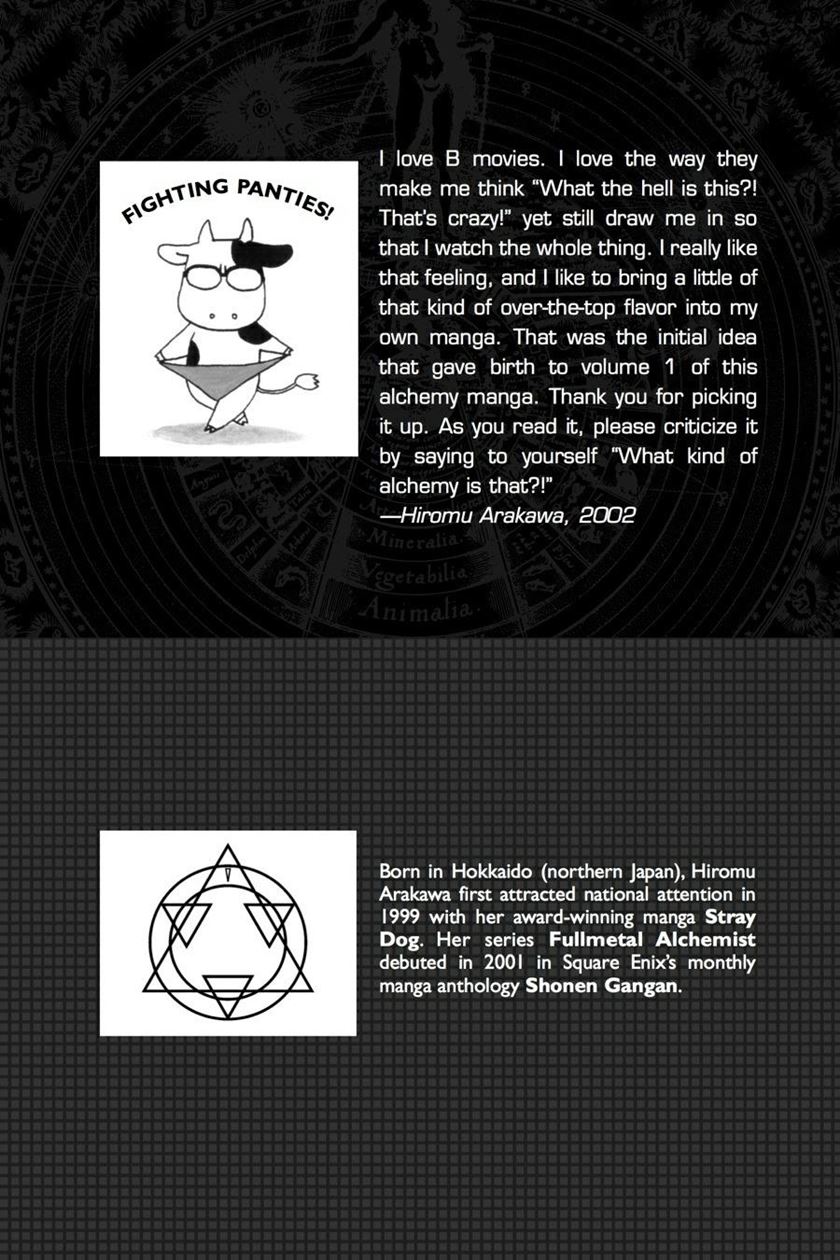 FIGHTING PANTIES!
I love B movies. I love the way they
make me think “What the hell is this?!
That’s crazy!” yet still draw me in so
that I watch the whole thing. I really like
that feeling, and I like to bring a little of
that kind of over-the-top flavor into my
own manga. That was the initial idea
that gave birth to volume 1 of this
alchemy manga. Thank you for picking
it up. As you read it, please criticize it
by saying to yourself “What kind of
alchemy is that?!”
—Hiromu Arakawa, 2002
Mineralia.
Vegetabilia
Animalia.
Born in Hokkaido (northern Japan), Hiromu
Arakawa first attracted national attention in
1999 with her award-winning manga Stray
Dog. Her series Fullmetal Alchemist
debuted in 2001 in Square Enix’s monthly
manga anthology Shonen Gangan.